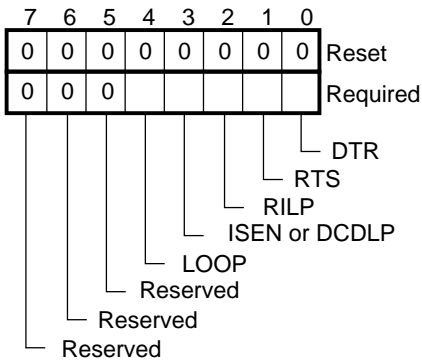 7 6 5 4 3 2 1 0
0 0 0 0 0 0 0 0 Reset
0 0 0 Required
DTR
RTS
RILP
ISEN or DCDLP
LOOP
Reserved
Reserved
Reserved